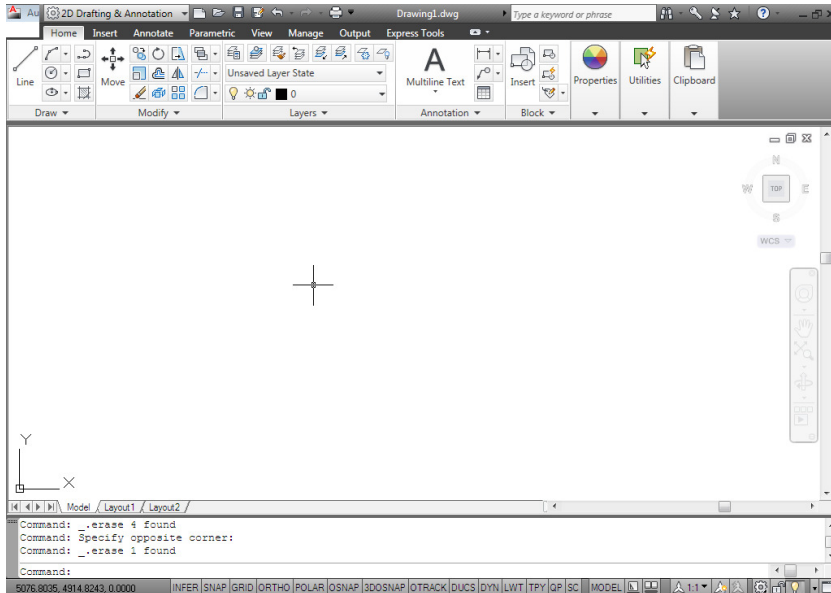 Au 2D Drafting & Annotation Drawing1.dwg Type a keyword or phrase ?
Home Insert Annotate Parametric View Manage Output Express Tools
A
Unsaved Layer State
Line Move Multiline Text Insert Properties Utilities Clipboard
0
Draw Modify Layers Annotation Block
N
W TOP E
S
WCS
Y
X
Model Layout1 Layout2
Command: _.erase 4 found
Command: Specify opposite corner:
Command: _.erase 1 found
Command:
5076.8035, 4914.8243, 0.0000 INFER SNAP GRID ORTHO POLAR OSNAP 3DOSNAP OTRACK DUCS DYN LWT TPY QP SC MODEL 1:1